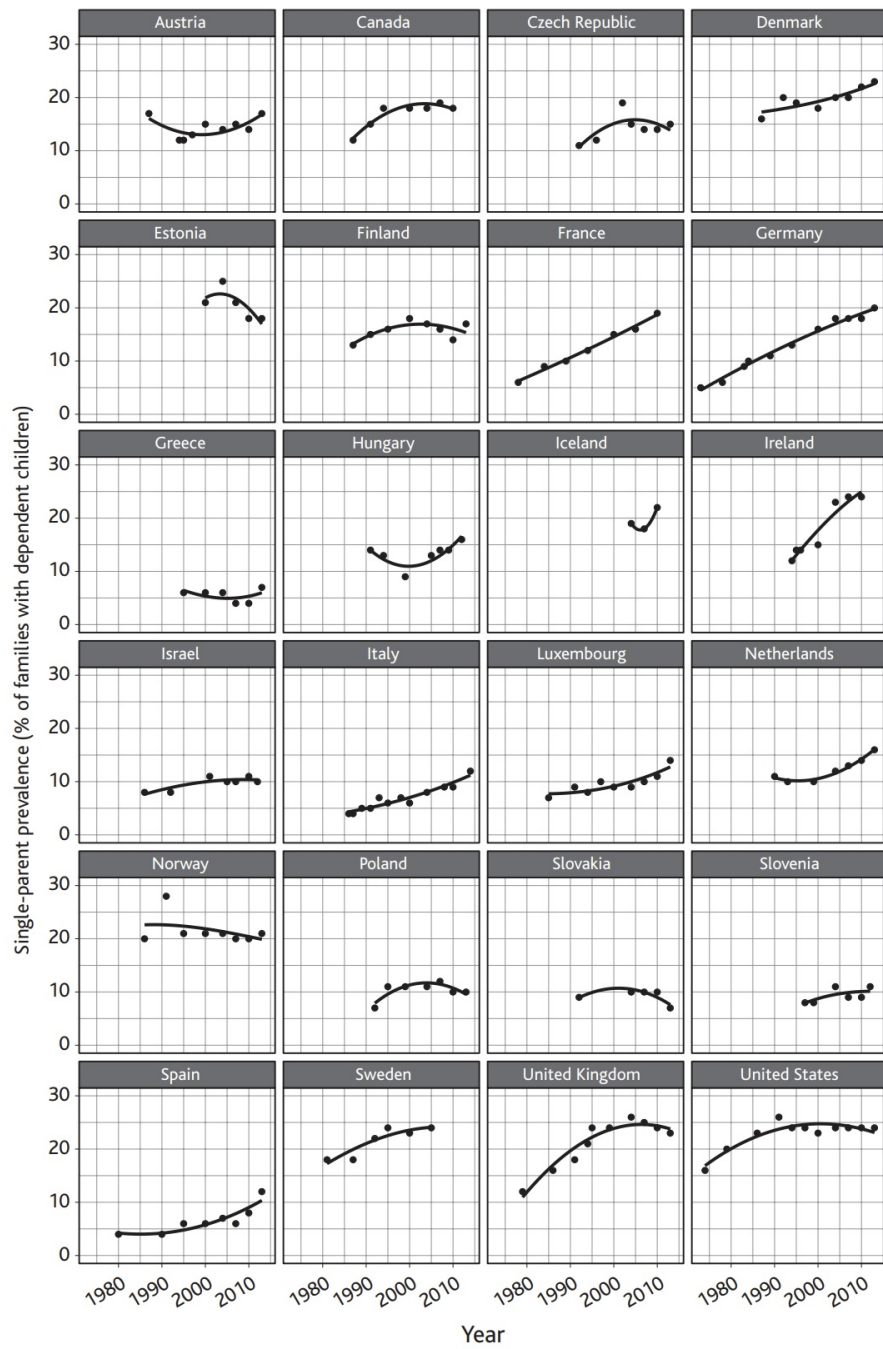 Austria Canada Czech Republic Denmark
30
20
10
0
Estonia Finland France Germany
30
20
10
0
Greece Hungary Iceland Ireland
30
20
10
0
Israel Italy Luxembourg Netherlands
30
20
10
0
Norway Poland Slovakia Slovenia
30
20
10
0
Spain Sweden United Kingdom United States
30
20
10
0
Single-parent prevalence (% of families with dependent children)
1980 1990 2000 2010 1980 1990 2000 2010 1980 1990 2000 2010 1980 1990 2000 2010
Year